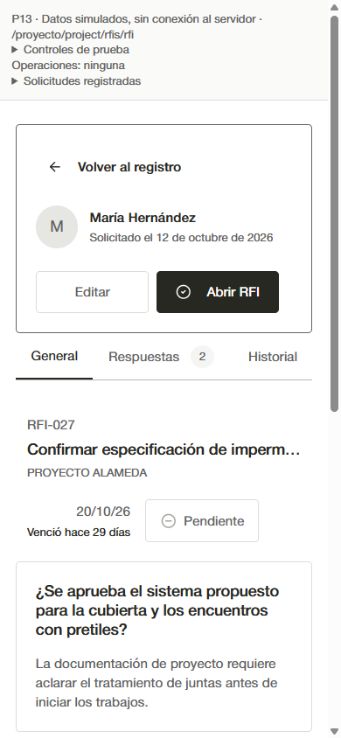 P13 · Datos simulados, sin conexión al servidor ·
/proyecto/project/rfis/rfi
▶ Controles de prueba
Operaciones: ninguna
▶ Solicitudes registradas
← Volver al registro
M
María Hernández
Solicitado el 12 de octubre de 2026
Editar
Abrir RFI
General
Respuestas 2
Historial
RFI-027
Confirmar especificación de imperm...
PROYECTO ALAMEDA
20/10/26
Venció hace 29 días
Pendiente
¿Se aprueba el sistema propuesto
para la cubierta y los encuentros
con pretiles?
La documentación de proyecto requiere
aclarar el tratamiento de juntas antes de
iniciar los trabajos.